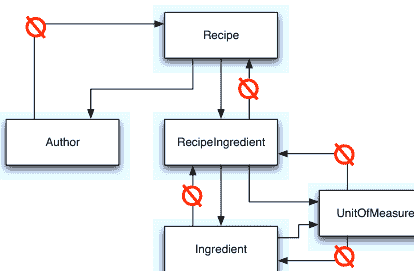 Recipe
Author
RecipeIngredient
UnitOfMeasure
Ingredient